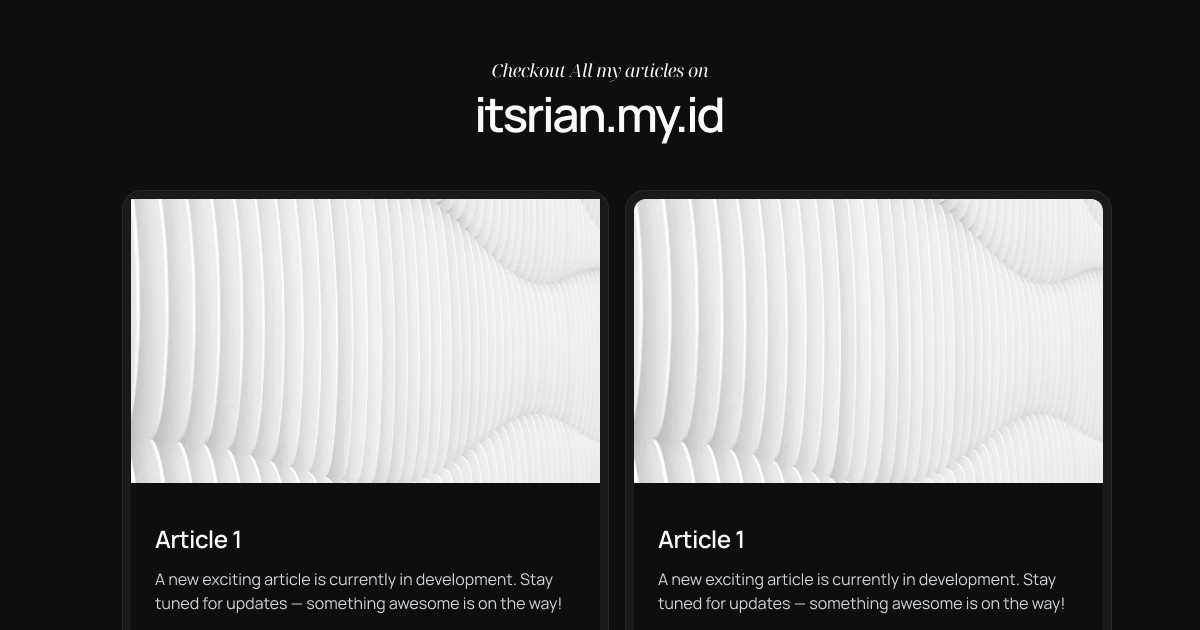 Checkout All my articles on
itsrian.my.id
Article 1
A new exciting article is currently in development. Stay
tuned for updates — something awesome is on the way!
Article 1
A new exciting article is currently in development. Stay
tuned for updates — something awesome is on the way!